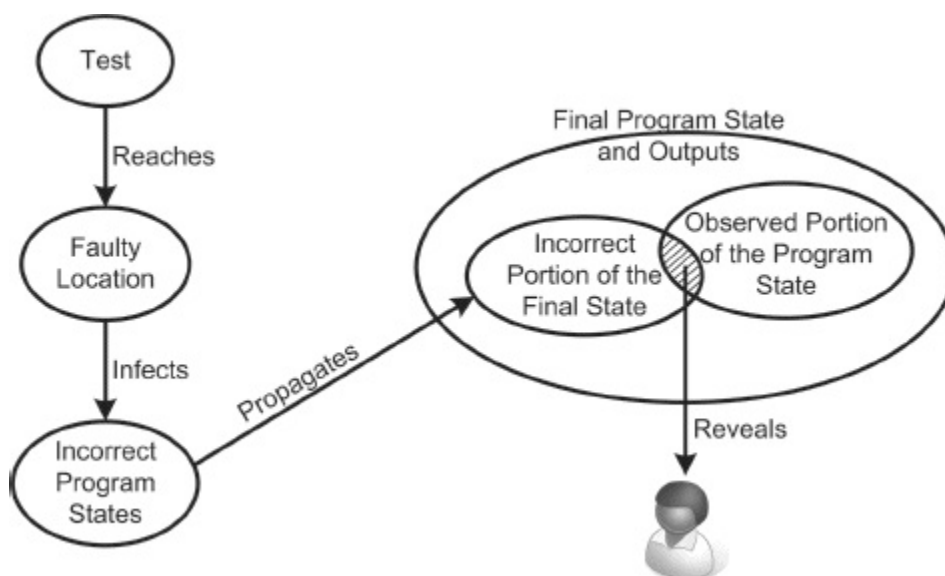 Test
Reaches
Faulty
Location
Infects
Incorrect
Program
States
Propagates
Final Program State
and Outputs
Incorrect
Portion of the
Final State
Observed Portion
of the Program
State
Reveals